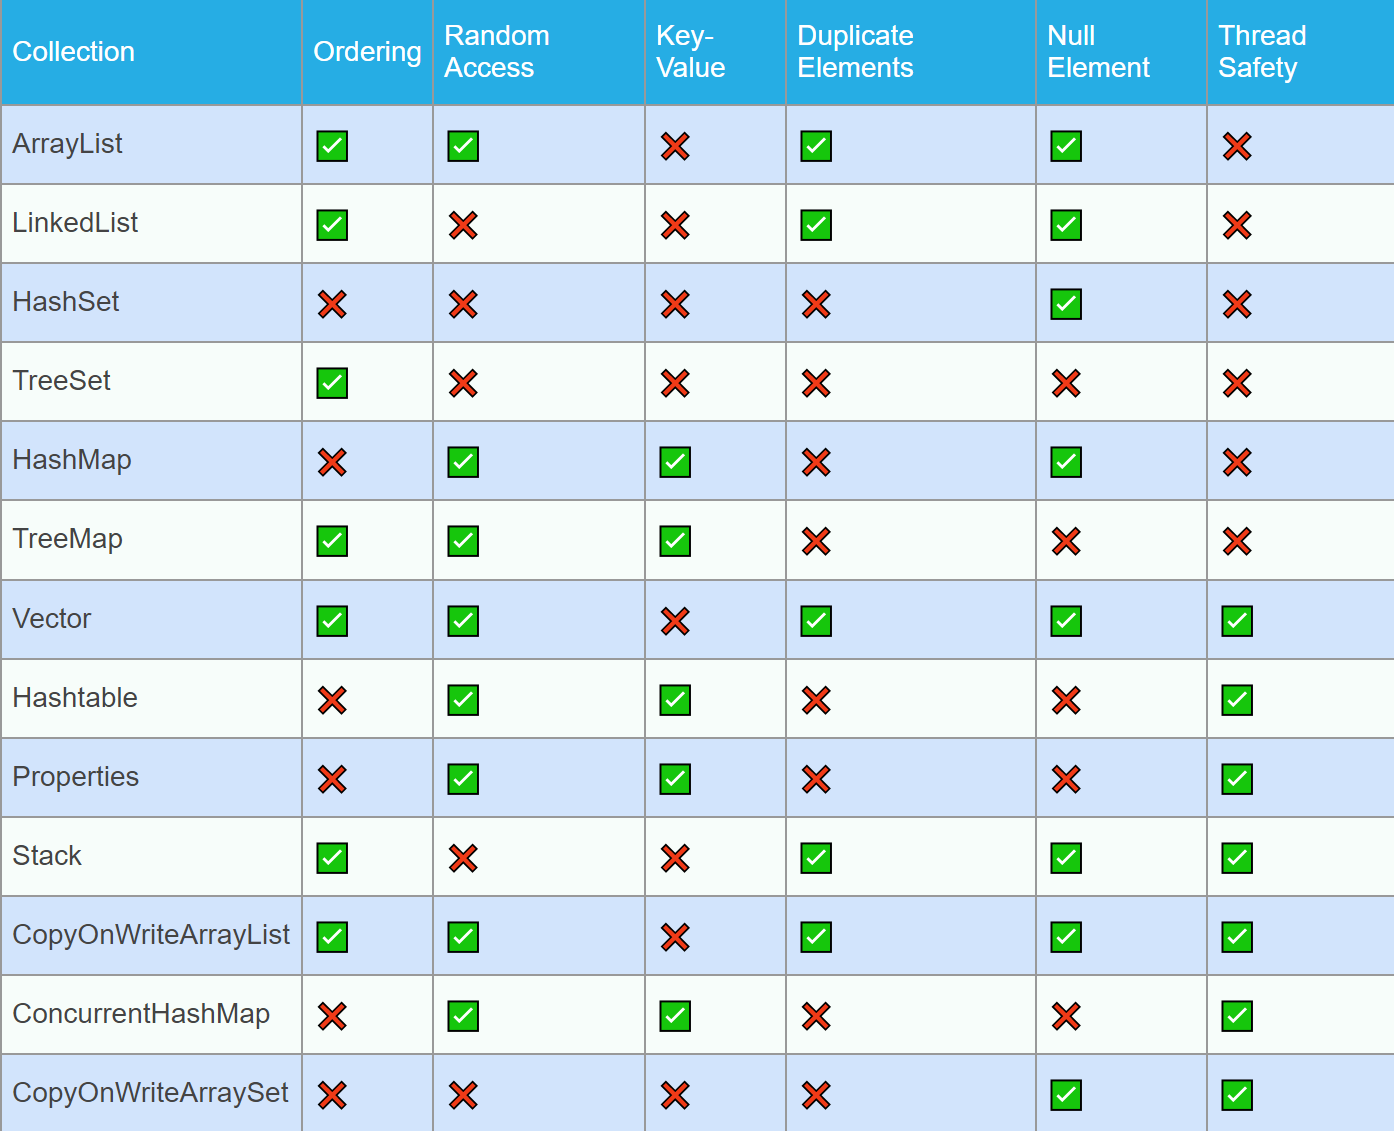 Collection Ordering Random Access Key-Value Duplicate Elements Null Element Thread Safety
ArrayList ✅ ✅ ❌ ✅ ✅ ❌
LinkedList ✅ ❌ ❌ ✅ ✅ ❌
HashSet ❌ ❌ ❌ ❌ ✅ ❌
TreeSet ✅ ❌ ❌ ❌ ❌ ❌
HashMap ❌ ✅ ✅ ❌ ✅ ❌
TreeMap ✅ ✅ ✅ ❌ ❌ ❌
Vector ✅ ✅ ❌ ✅ ✅ ✅
Hashtable ❌ ✅ ✅ ❌ ❌ ✅
Properties ❌ ✅ ✅ ❌ ❌ ✅
Stack ✅ ❌ ❌ ✅ ✅ ✅
CopyOnWriteArrayList ✅ ✅ ❌ ✅ ✅ ✅
ConcurrentHashMap ❌ ✅ ✅ ❌ ❌ ✅
CopyOnWriteArraySet ❌ ❌ ❌ ❌ ✅ ✅